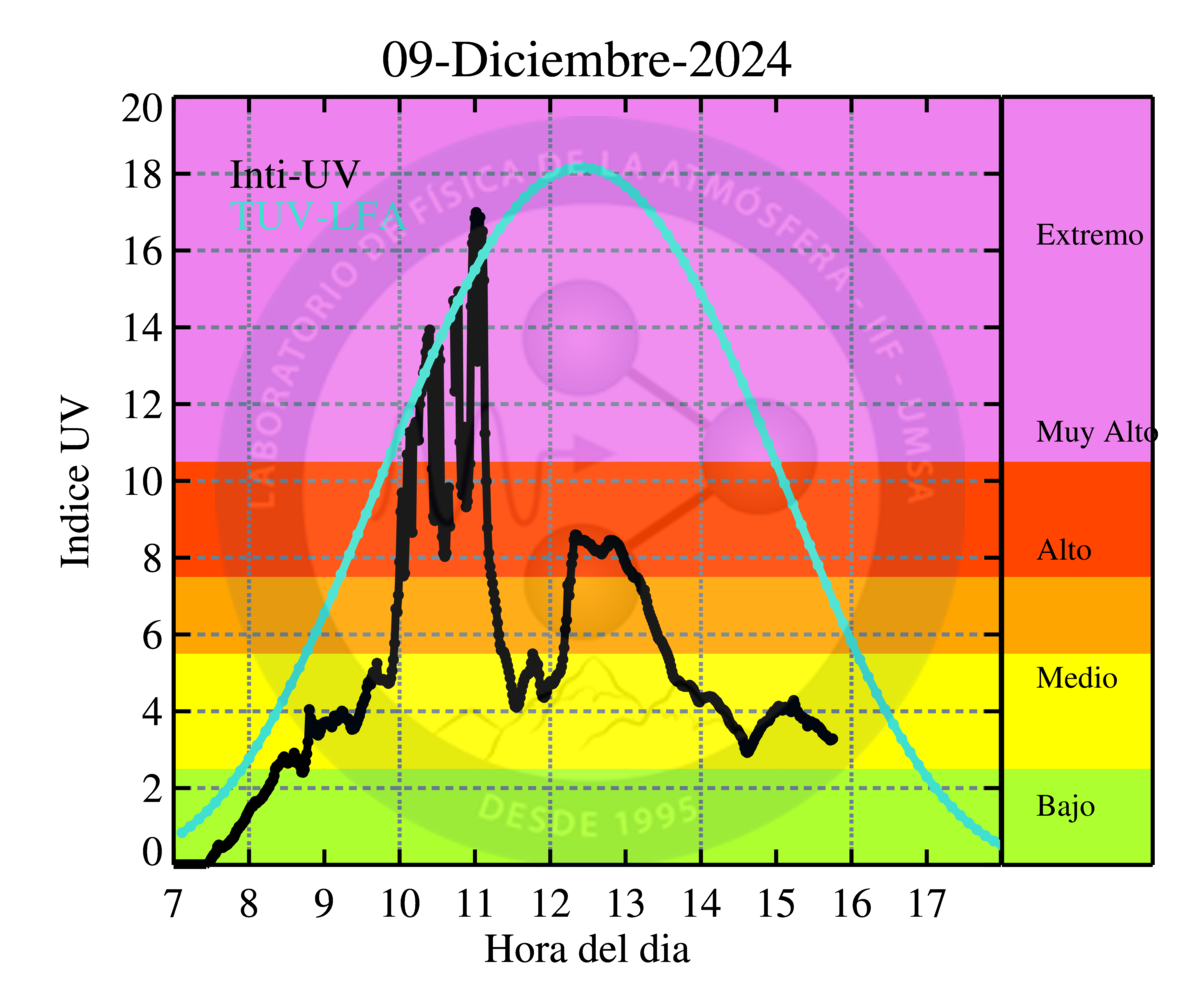 09-Diciembre-2024
Indice UV
20
18
16
14
12
10
8
6
4
2
0
Inti-UV
TUV-LFA
LABORATORIO DE FÍSICA DE LA ATMÓSFERA - IIF - UMSA
DESDE 1995
Extremo
Muy Alto
Alto
Medio
Bajo
7 8 9 10 11 12 13 14 15 16 17
Hora del dia